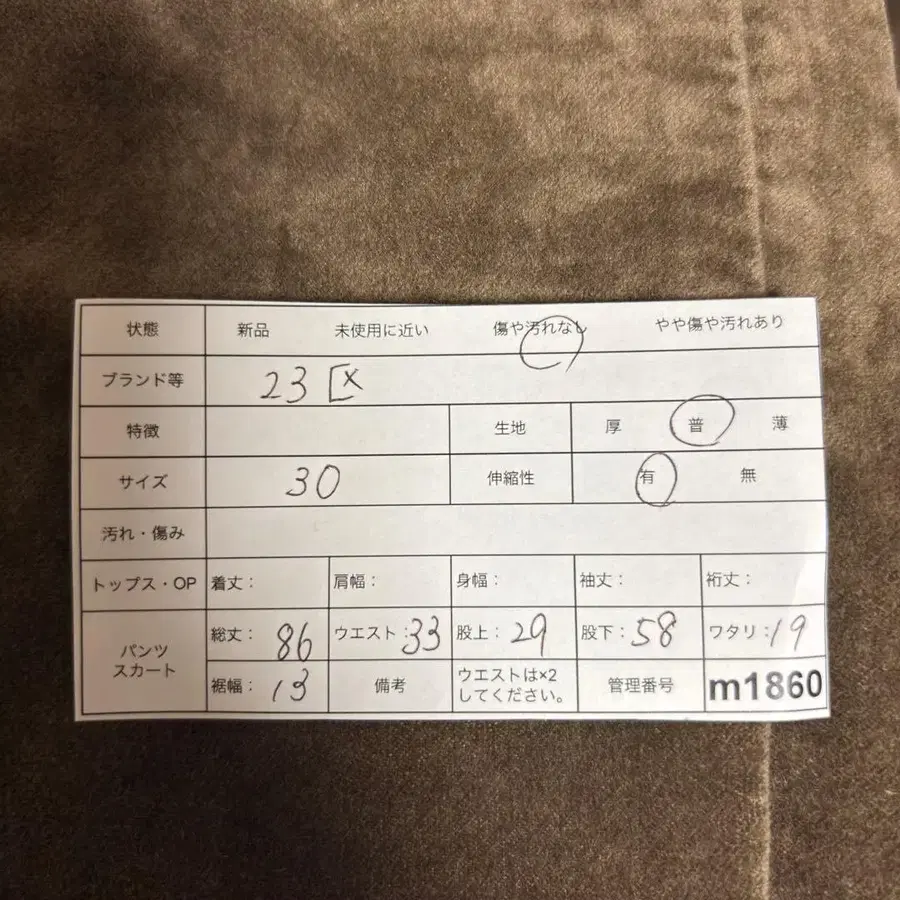 状態 新品 未使用に近い 傷や汚れなし やや傷や汚れあり
ブランド等 23区
特徴 生地 厚 普 薄
サイズ 30 伸縮性 有 無
汚れ・傷み
トップス・OP 着丈： 肩幅： 身幅： 袖丈： 裄丈：
パンツ スカート 総丈：86 ウエスト：33 股上：29 股下：58 ワタリ：19
裾幅：13 備考 ウエストは×2 してください。 管理番号 m1860